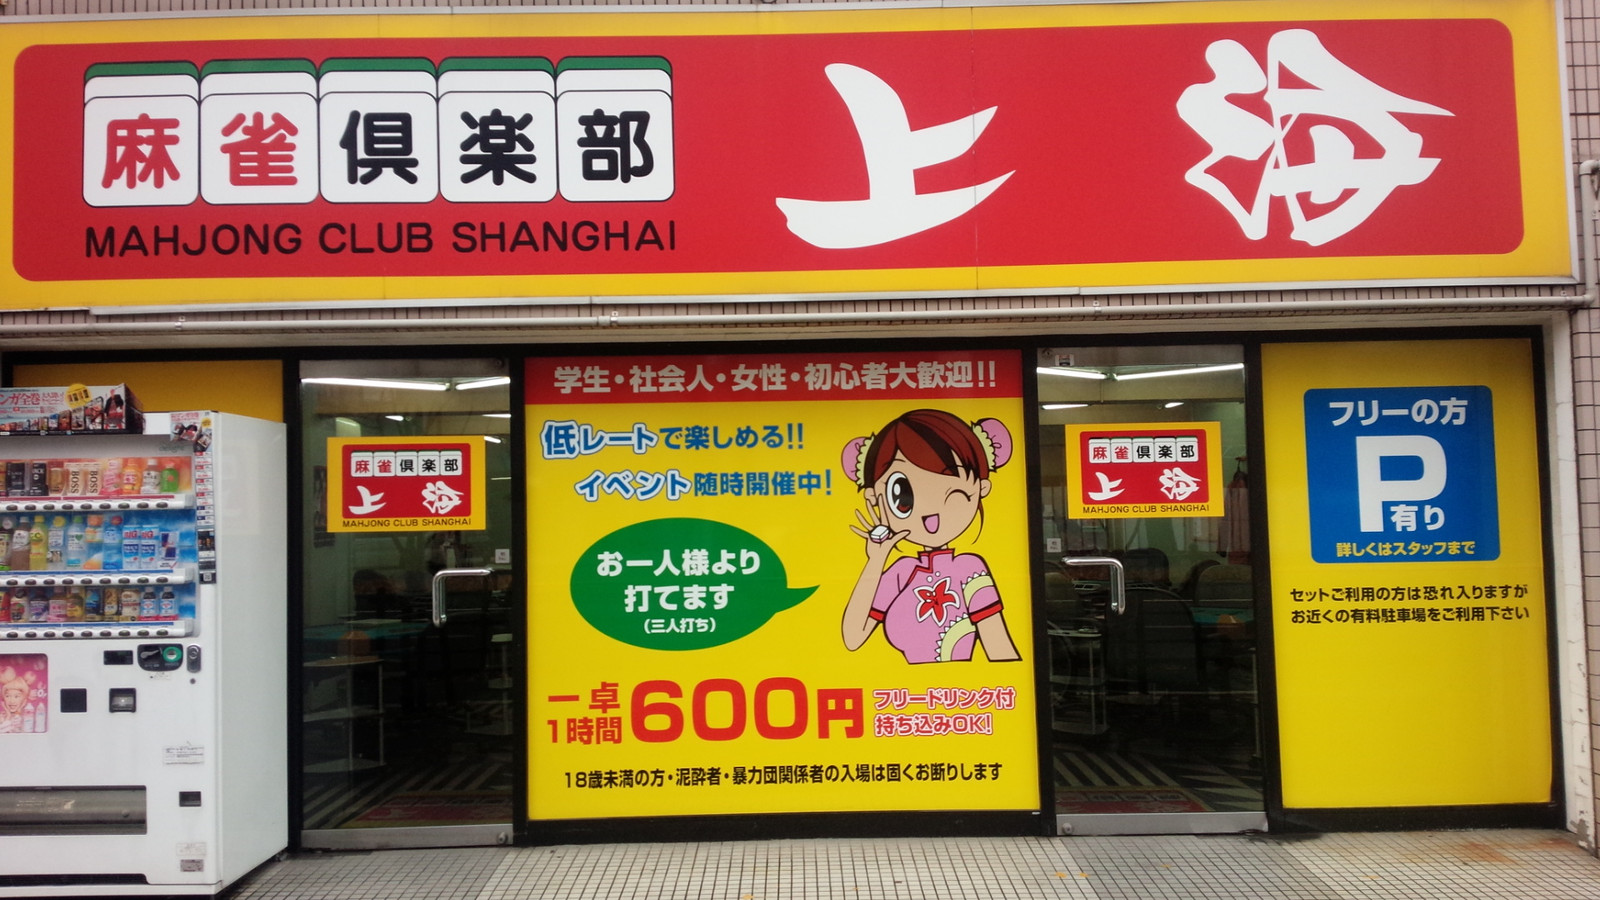 麻雀倶楽部
MAHJONG CLUB SHANGHAI
上海
学生・社会人・女性・初心者大歓迎!!
低レートで楽しめる!!
イベント随時開催中!
お一人様より
打てます
(三人打ち)
一卓
1時間
600円
フリードリンク付
持ち込みOK!
18歳未満の方・泥酔者・暴力団関係者の入場は固くお断りします
麻雀倶楽部
上海
MAHJONG CLUB SHANGHAI
麻雀倶楽部
上海
MAHJONG CLUB SHANGHAI
フリーの方
P
有り
詳しくはスタッフまで
セットご利用の方は恐れ入りますが
お近くの有料駐車場をご利用下さい
BOSS
BOSS